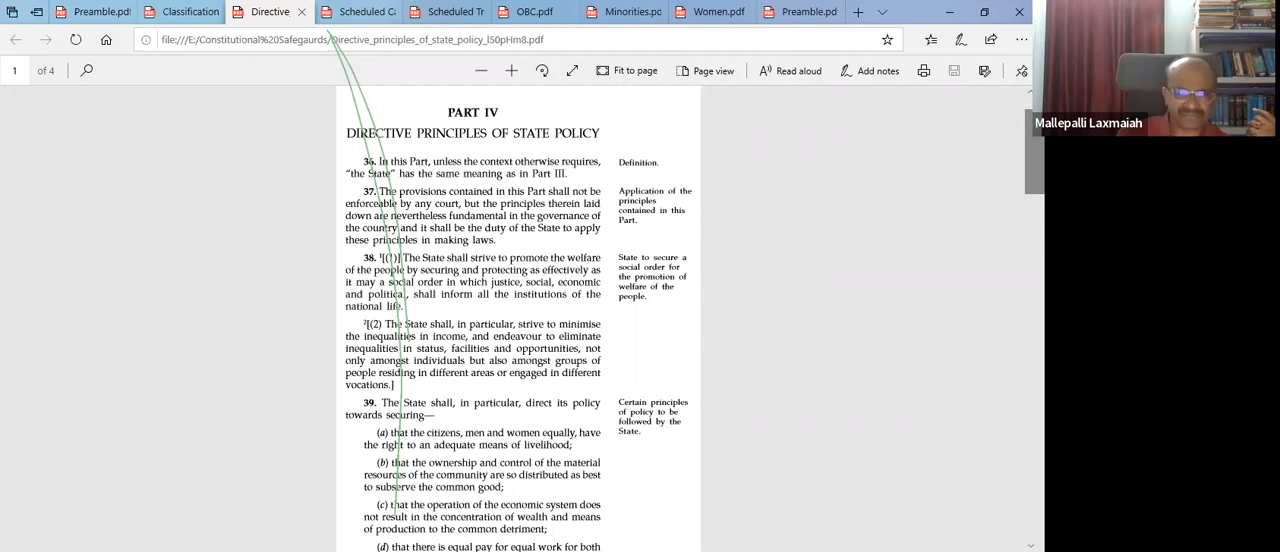 Preamble.pd
Classification
Directive
Scheduled Ca
Scheduled Tr
OBC.pdf
Minorities.pc
Women.pdf
Preamble.pd
file:///E:/Constitutional%20Safegaurds/Directive_principles_of_state_policy_l50pHm8.pdf
1 of 4
Fit to page
Page view
Read aloud
Add notes
Mallepalli Laxmaiah
PART IV
DIRECTIVE PRINCIPLES OF STATE POLICY
36. In this Part, unless the context otherwise requires,
“the State” has the same meaning as in Part III.
Definition.
37. The provisions contained in this Part shall not be
enforceable by any court, but the principles therein laid
down are nevertheless fundamental in the governance of
the country and it shall be the duty of the State to apply
these principles in making laws.
Application of the
principles
contained in this
Part.
38. ¹[(1)] The State shall strive to promote the welfare
of the people by securing and protecting as effectively as
it may a social order in which justice, social, economic
and political, shall inform all the institutions of the
national life.
State to secure a
social order for
the promotion of
welfare of the
people.
²[(2) The State shall, in particular, strive to minimise
the inequalities in income, and endeavour to eliminate
inequalities in status, facilities and opportunities, not
only amongst individuals but also amongst groups of
people residing in different areas or engaged in different
vocations.]
39. The State shall, in particular, direct its policy
towards securing—
Certain principles
of policy to be
followed by the
State.
(a) that the citizens, men and women equally, have
the right to an adequate means of livelihood;
(b) that the ownership and control of the material
resources of the community are so distributed as best
to subserve the common good;
(c) that the operation of the economic system does
not result in the concentration of wealth and means
of production to the common detriment;
(d) that there is equal pay for equal work for both